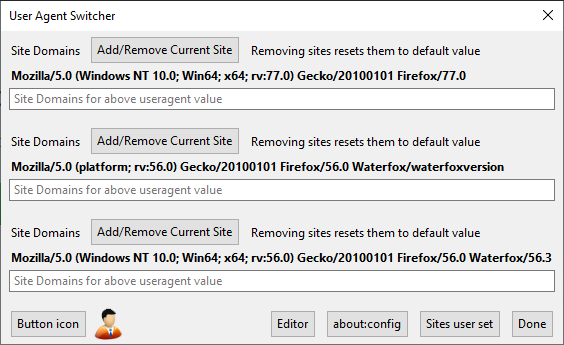 User Agent Switcher
Site Domains Add/Remove Current Site Removing sites resets them to default value
Mozilla/5.0 (Windows NT 10.0; Win64; x64; rv:77.0) Gecko/20100101 Firefox/77.0
Site Domains for above useragent value
Site Domains Add/Remove Current Site Removing sites resets them to default value
Mozilla/5.0 (platform; rv:56.0) Gecko/20100101 Firefox/56.0 Waterfox/waterfoxversion
Site Domains for above useragent value
Site Domains Add/Remove Current Site Removing sites resets them to default value
Mozilla/5.0 (Windows NT 10.0; Win64; x64; rv:56.0) Gecko/20100101 Firefox/56.0 Waterfox/56.3
Site Domains for above useragent value
Button icon Editor about:config Sites user set Done